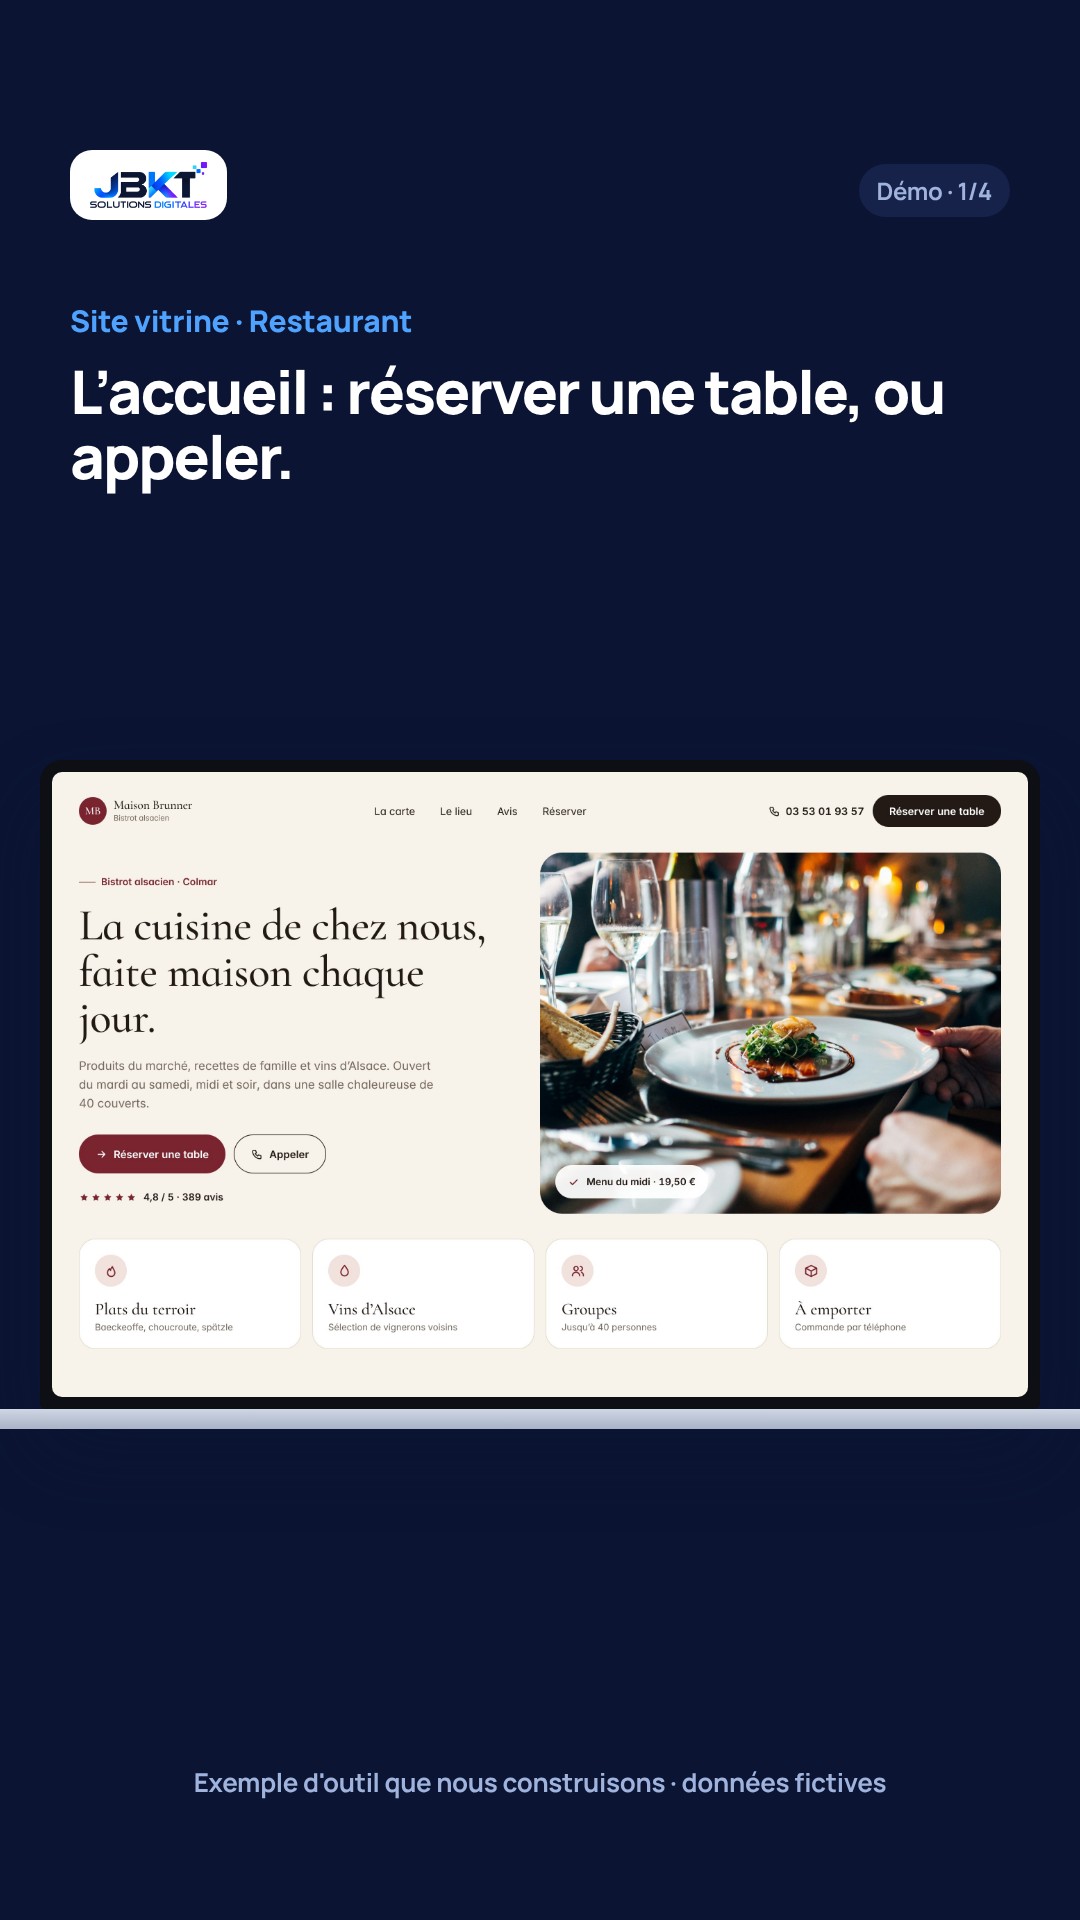 JBKT
SOLUTIONS DIGITALES
Démo · 1/4
Site vitrine · Restaurant
L’accueil : réserver une table, ou
appeler.
MB
Maison Brunner
Bistrot alsacien
La carte
Le lieu
Avis
Réserver
03 53 01 93 57
Réserver une table
Bistrot alsacien · Colmar
La cuisine de chez nous,
faite maison chaque
jour.
Produits du marché, recettes de famille et vins d’Alsace. Ouvert
du mardi au samedi, midi et soir, dans une salle chaleureuse de
40 couverts.
Réserver une table
Appeler
4,8 / 5 · 389 avis
Menu du midi · 19,50 €
Plats du terroir
Baeckeoffe, choucroute, spätzle
Vins d’Alsace
Sélection de vignerons voisins
Groupes
Jusqu’à 40 personnes
À emporter
Commande par téléphone
Exemple d'outil que nous construisons · données fictives